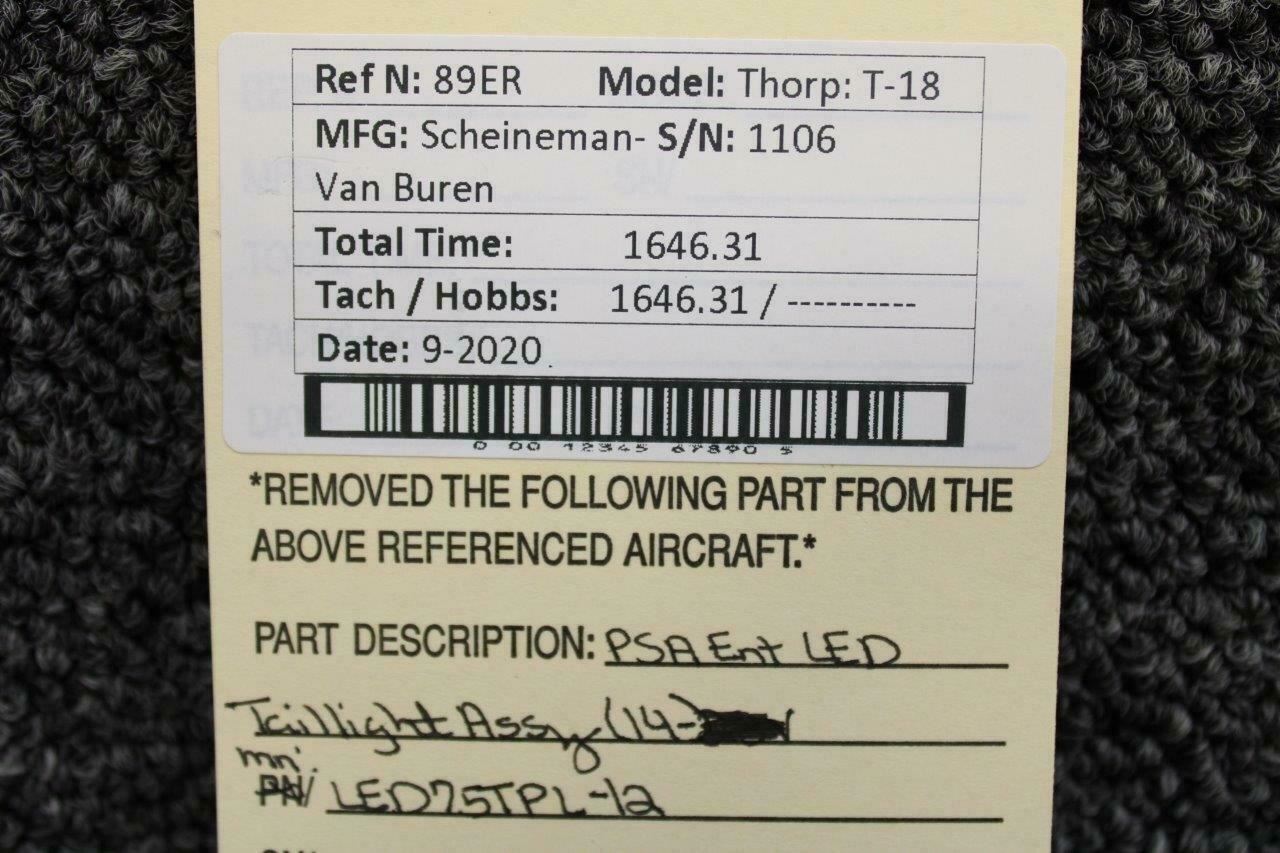 Ref N: 89ER Model: Thorp: T-18
MFG: Scheineman- S/N: 1106
Van Buren
Total Time: 1646.31
Tach / Hobbs: 1646.31 / ----------
Date: 9-2020
0 00 12345 67890 5
*REMOVED THE FOLLOWING PART FROM THE
ABOVE REFERENCED AIRCRAFT.*
PART DESCRIPTION: PSA Ent LED
Taillight Assy (14-
mn:
PN/ LED75TPL-12